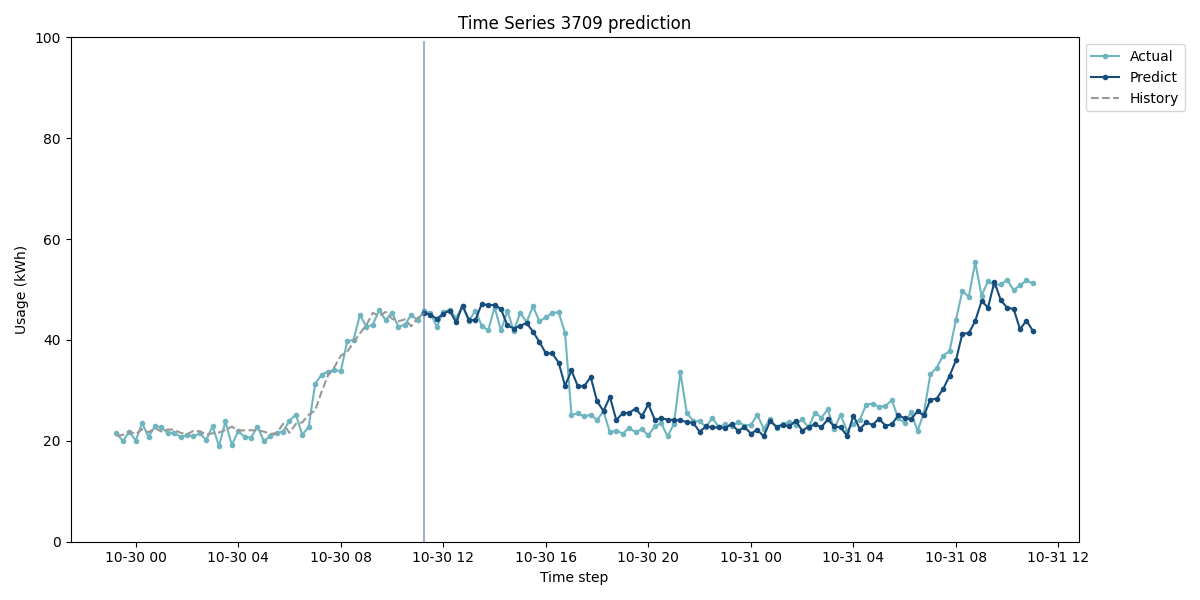 Time Series 3709 prediction
Actual
Predict
History
Usage (kWh)
100
80
60
40
20
0
10-30 00
10-30 04
10-30 08
10-30 12
10-30 16
10-30 20
10-31 00
10-31 04
10-31 08
10-31 12
Time step